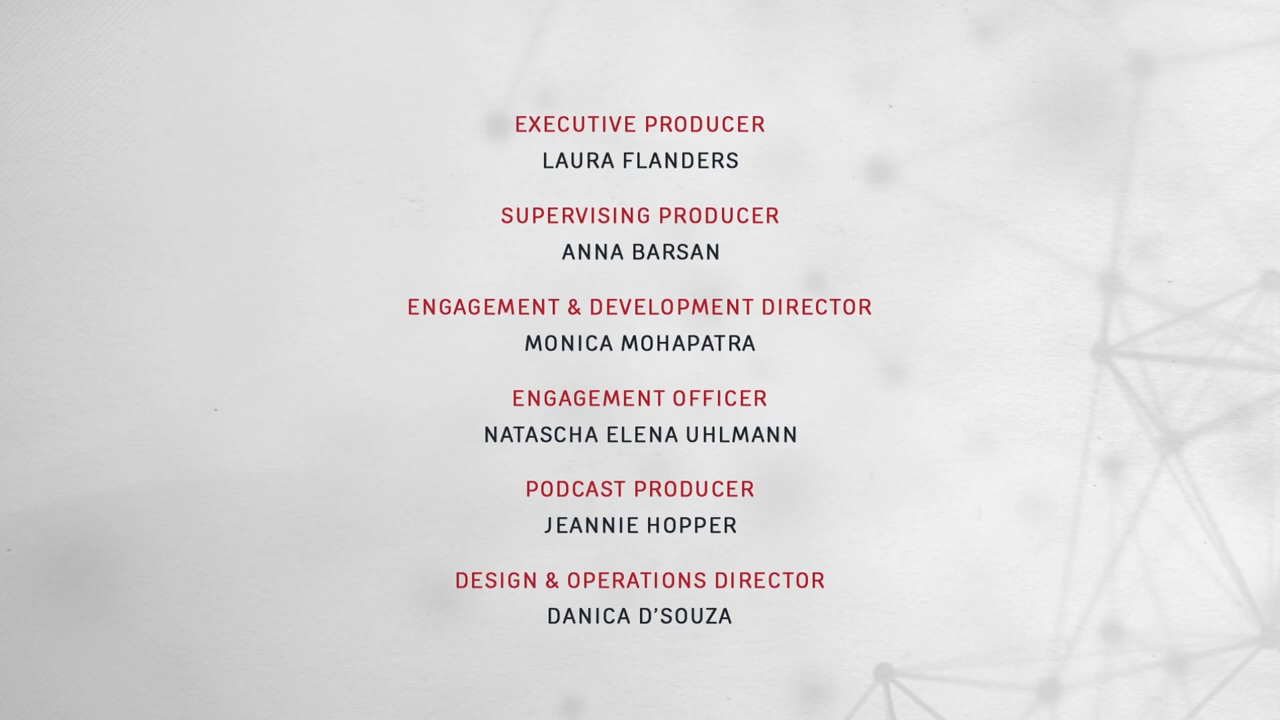 EXECUTIVE PRODUCER
LAURA FLANDERS
SUPERVISING PRODUCER
ANNA BARSAN
ENGAGEMENT & DEVELOPMENT DIRECTOR
MONICA MOHAPATRA
ENGAGEMENT OFFICER
NATASCHA ELENA UHLMANN
PODCAST PRODUCER
JEANNIE HOPPER
DESIGN & OPERATIONS DIRECTOR
DANICA D’SOUZA